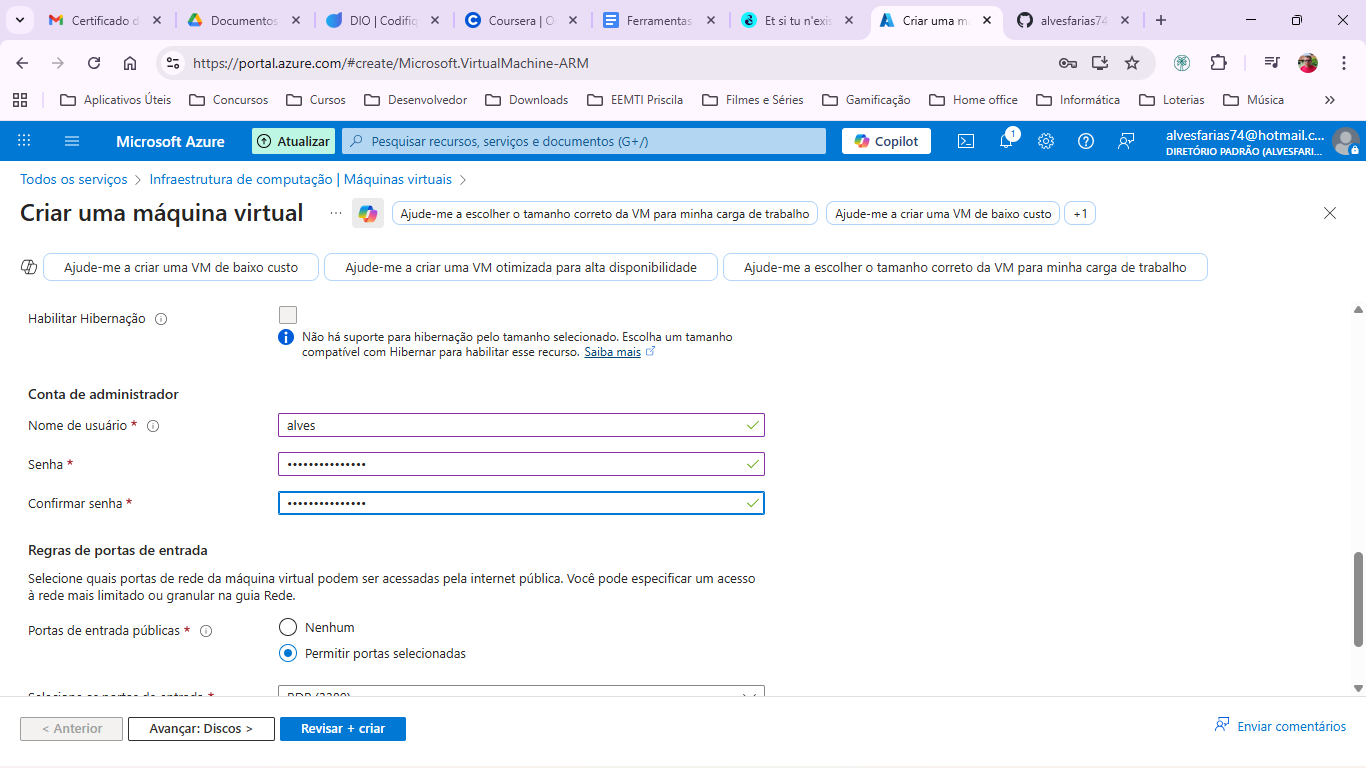 Certificado d
Documentos
DIO | Codifiq
Coursera | O
Ferramentas
Et si tu n'exis
Criar uma m
alvesfarias74
https://portal.azure.com/#create/Microsoft.VirtualMachine-ARM
Aplicativos Úteis
Concursos
Cursos
Desenvolvedor
Downloads
EEMTI Priscila
Filmes e Séries
Gamificação
Home office
Informática
Loterias
Música
Microsoft Azure
Atualizar
Pesquisar recursos, serviços e documentos (G+/)
Copilot
1
alvesfarias74@hotmail.c...
DIRETÓRIO PADRÃO (ALVESFARI...
Todos os serviços > Infraestrutura de computação | Máquinas virtuais >
Criar uma máquina virtual ...
Ajude-me a escolher o tamanho correto da VM para minha carga de trabalho
Ajude-me a criar uma VM de baixo custo
+1
Ajude-me a criar uma VM de baixo custo
Ajude-me a criar uma VM otimizada para alta disponibilidade
Ajude-me a escolher o tamanho correto da VM para minha carga de trabalho
Habilitar Hibernação
Não há suporte para hibernação pelo tamanho selecionado. Escolha um tamanho
compatível com Hibernar para habilitar esse recurso. Saiba mais
Conta de administrador
Nome de usuário *
alves
Senha *
•••••••••••••••
Confirmar senha *
•••••••••••••••
Regras de portas de entrada
Selecione quais portas de rede da máquina virtual podem ser acessadas pela internet pública. Você pode especificar um acesso
à rede mais limitado ou granular na guia Rede.
Portas de entrada públicas *
Nenhum
Permitir portas selecionadas
Selecione as portas de entrada *
RDP (3389)
< Anterior
Avançar: Discos >
Revisar + criar
Enviar comentários